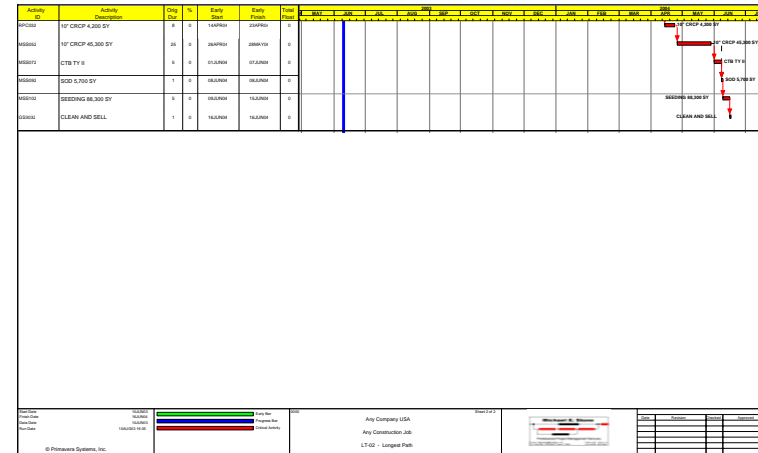 Activity ID
Activity Description
Orig Dur
%
Early Start
Early Finish
Total Float
2003
2004
MAY JUN JUL AUG SEP OCT NOV DEC JAN FEB MAR APR MAY JUN
RPC053 10" CRCP 4,200 SY 8 0 14APR04 23APR04 0
10" CRCP 4,200 SY
10" CRCP 45,300 SY 25 0 26APR04 28MAY04 0
10" CRCP 45,300 SY
CTB TY II 5 0 01JUN04 07JUN04 0
CTB TY II
SOD 5,700 SY 1 0 08JUN04 08JUN04 0
SOD 5,700 SY
SEEDING 88,300 SY 5 0 09JUN04 15JUN04 0
SEEDING 88,300 SY
CLEAN AND SELL 1 0 16JUN04 16JUN04 0
CLEAN AND SELL
Start Date
Finish Date
Data Date
Run Date
© Primavera Systems, Inc.
Early Bar
Progress Bar
Critical Activity
Sheet 2 of 2
Any Company USA
Any Construction Job
LT-02 - Longest Path
Michael E. Stone
Date Revision Checked Approved